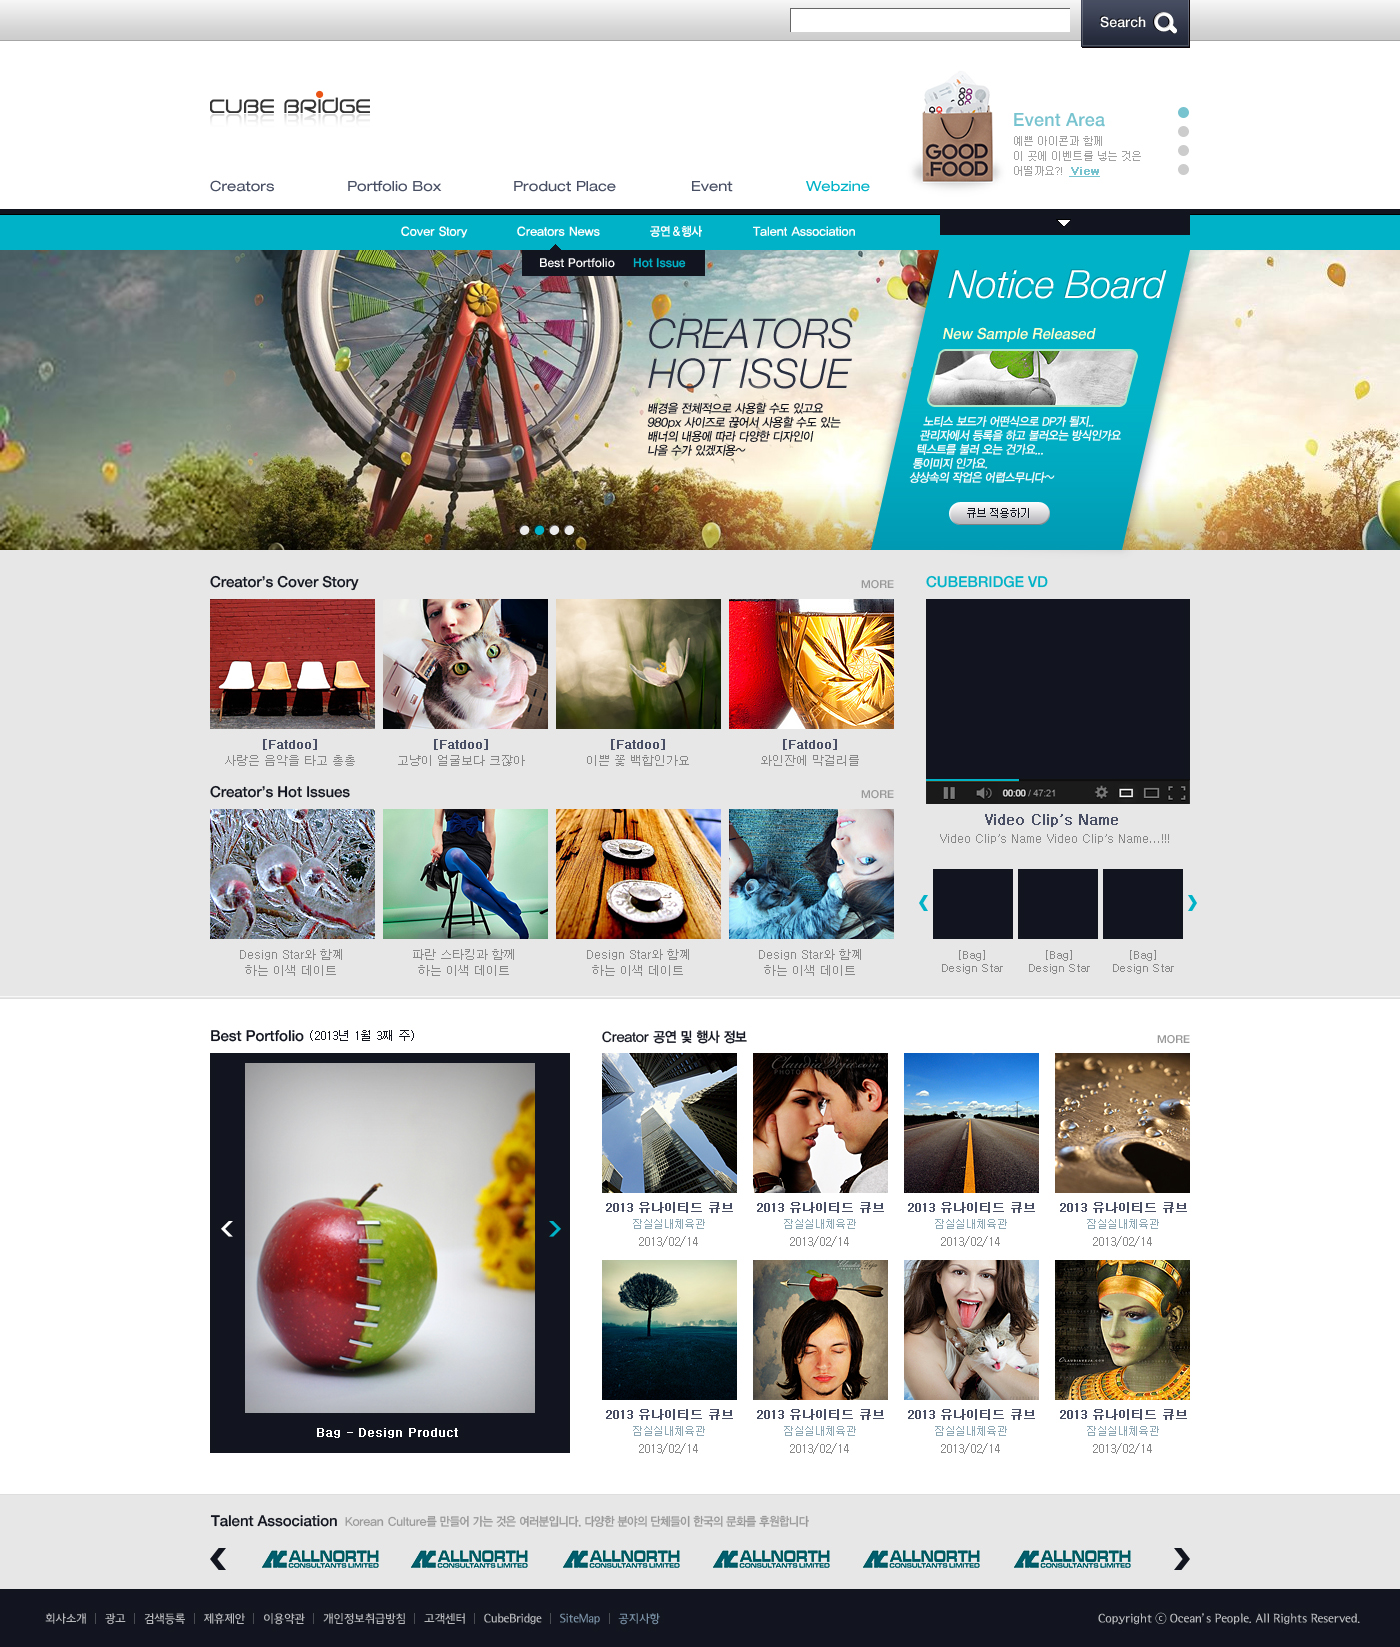 Search
CUBE BRIDGE
GOOD
FOOD
Event Area
예쁜 아이콘과 함께
이 곳에 이벤트를 넣는 것은
어떨까요?! View
Creators
Portfolio Box
Product Place
Event
Webzine
Cover Story
Creators News
공연&행사
Talent Association
Best Portfolio
Hot Issue
CREATORS
HOT ISSUE
배경을 전체적으로 사용할 수도 있고요
980px 사이즈로 끊어서 사용할 수도 있는
배너의 내용에 따라 다양한 디자인이
나올 수가 있겠지용~
Notice Board
New Sample Released
노티스 보드가 어떤식으로 DP가 될지..
관리자에서 등록을 하고 불러오는 방식인가요
텍스트를 불러 오는 건가요...
통이미지 인가요.
상상속의 작업은 어렵스무니다~
큐브 적용하기
Creator's Cover Story
MORE
[Fatdoo]
사랑은 음악을 타고 홍홍
[Fatdoo]
고냥이 얼굴보다 크잖아
[Fatdoo]
이쁜 꽃 백합인가요
[Fatdoo]
와인잔에 막걸리를
CUBEBRIDGE VD
00:00 / 47:21
Video Clip's Name
Video Clip's Name Video Clip's Name...!!!
Creator's Hot Issues
MORE
Design Star와 함꼐
하는 이색 데이트
파란 스타킹과 함께
하는 이색 데이트
Design Star와 함꼐
하는 이색 데이트
Design Star와 함꼐
하는 이색 데이트
[Bag]
Design Star
[Bag]
Design Star
[Bag]
Design Star
Best Portfolio (2013년 1월 3째 주)
Bag - Design Product
Creator 공연 및 행사 정보
MORE
2013 유나이티드 큐브
잠실실내체육관
2013/02/14
2013 유나이티드 큐브
잠실실내체육관
2013/02/14
2013 유나이티드 큐브
잠실실내체육관
2013/02/14
2013 유나이티드 큐브
잠실실내체육관
2013/02/14
2013 유나이티드 큐브
잠실실내체육관
2013/02/14
2013 유나이티드 큐브
잠실실내체육관
2013/02/14
2013 유나이티드 큐브
잠실실내체육관
2013/02/14
2013 유나이티드 큐브
잠실실내체육관
2013/02/14
Talent Association Korean Culture를 만들어 가는 것은 여러분입니다. 다양한 분야의 단체들이 한국의 문화를 후원합니다
ALLNORTH
CONSULTANTS LIMITED
ALLNORTH
CONSULTANTS LIMITED
ALLNORTH
CONSULTANTS LIMITED
ALLNORTH
CONSULTANTS LIMITED
ALLNORTH
CONSULTANTS LIMITED
ALLNORTH
CONSULTANTS LIMITED
회사소개 | 광고 | 검색등록 | 제휴제안 | 이용약관 | 개인정보취급방침 | 고객센터 | CubeBridge | SiteMap | 공지사항
Copyright ⓒ Ocean's People. All Rights Reserved.